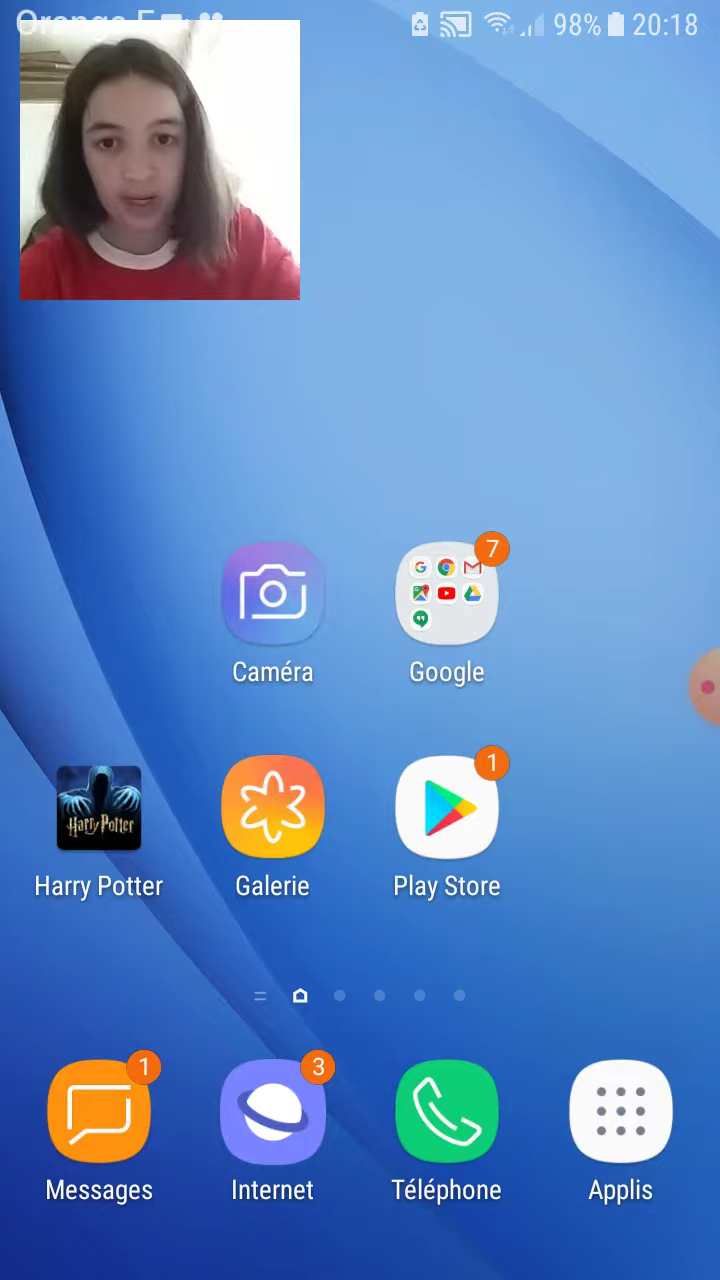 98% 20:18
7
Caméra Google
1
Harry Potter
Harry Potter Galerie Play Store
1 3
Messages Internet Téléphone Applis